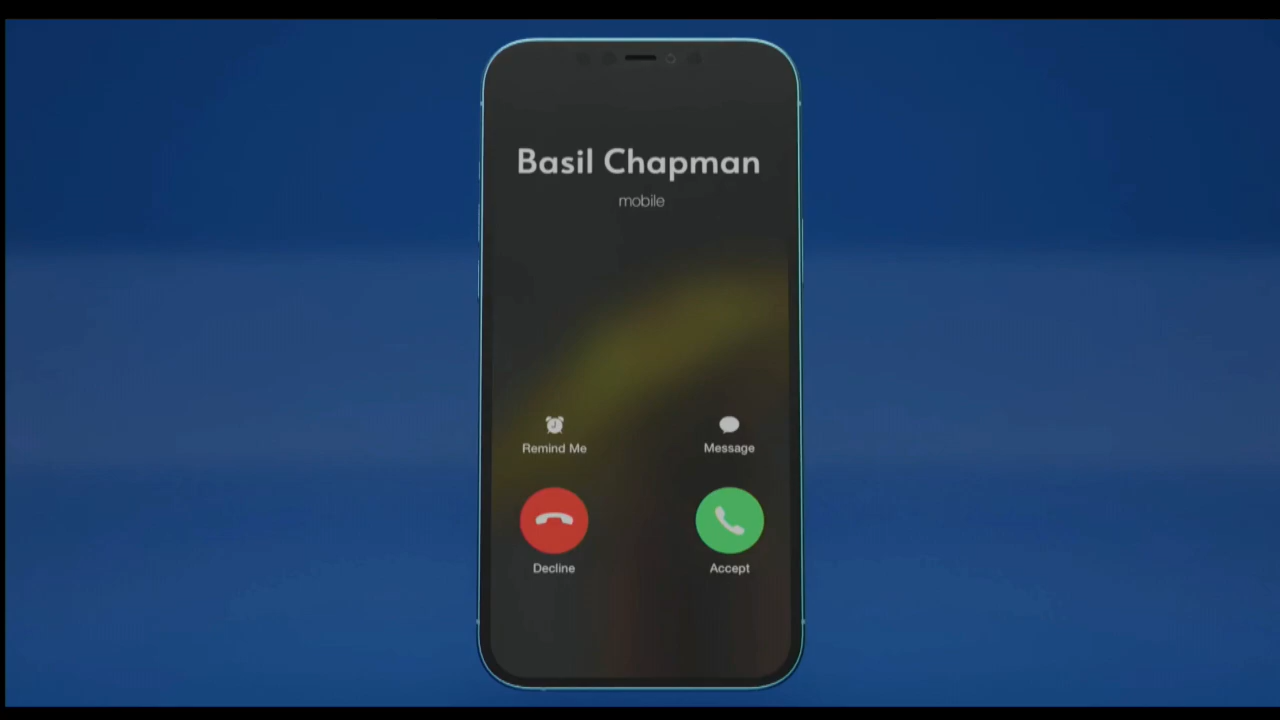 Basil Chapman
mobile
Remind Me
Message
Decline
Accept